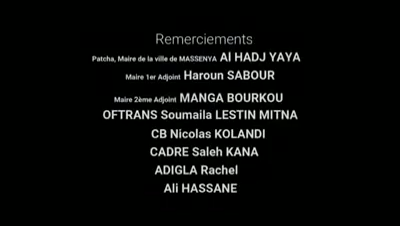 Remerciements
Patcha, Maire de la ville de MASSENYA Al HADJ YAYA
Maire 1er Adjoint Haroun SABOUR
Maire 2ème Adjoint MANGA BOURKOU
OFTRANS Soumaila LESTIN MITNA
CB Nicolas KOLANDI
CADRE Saleh KANA
ADIGLA Rachel
Ali HASSANE